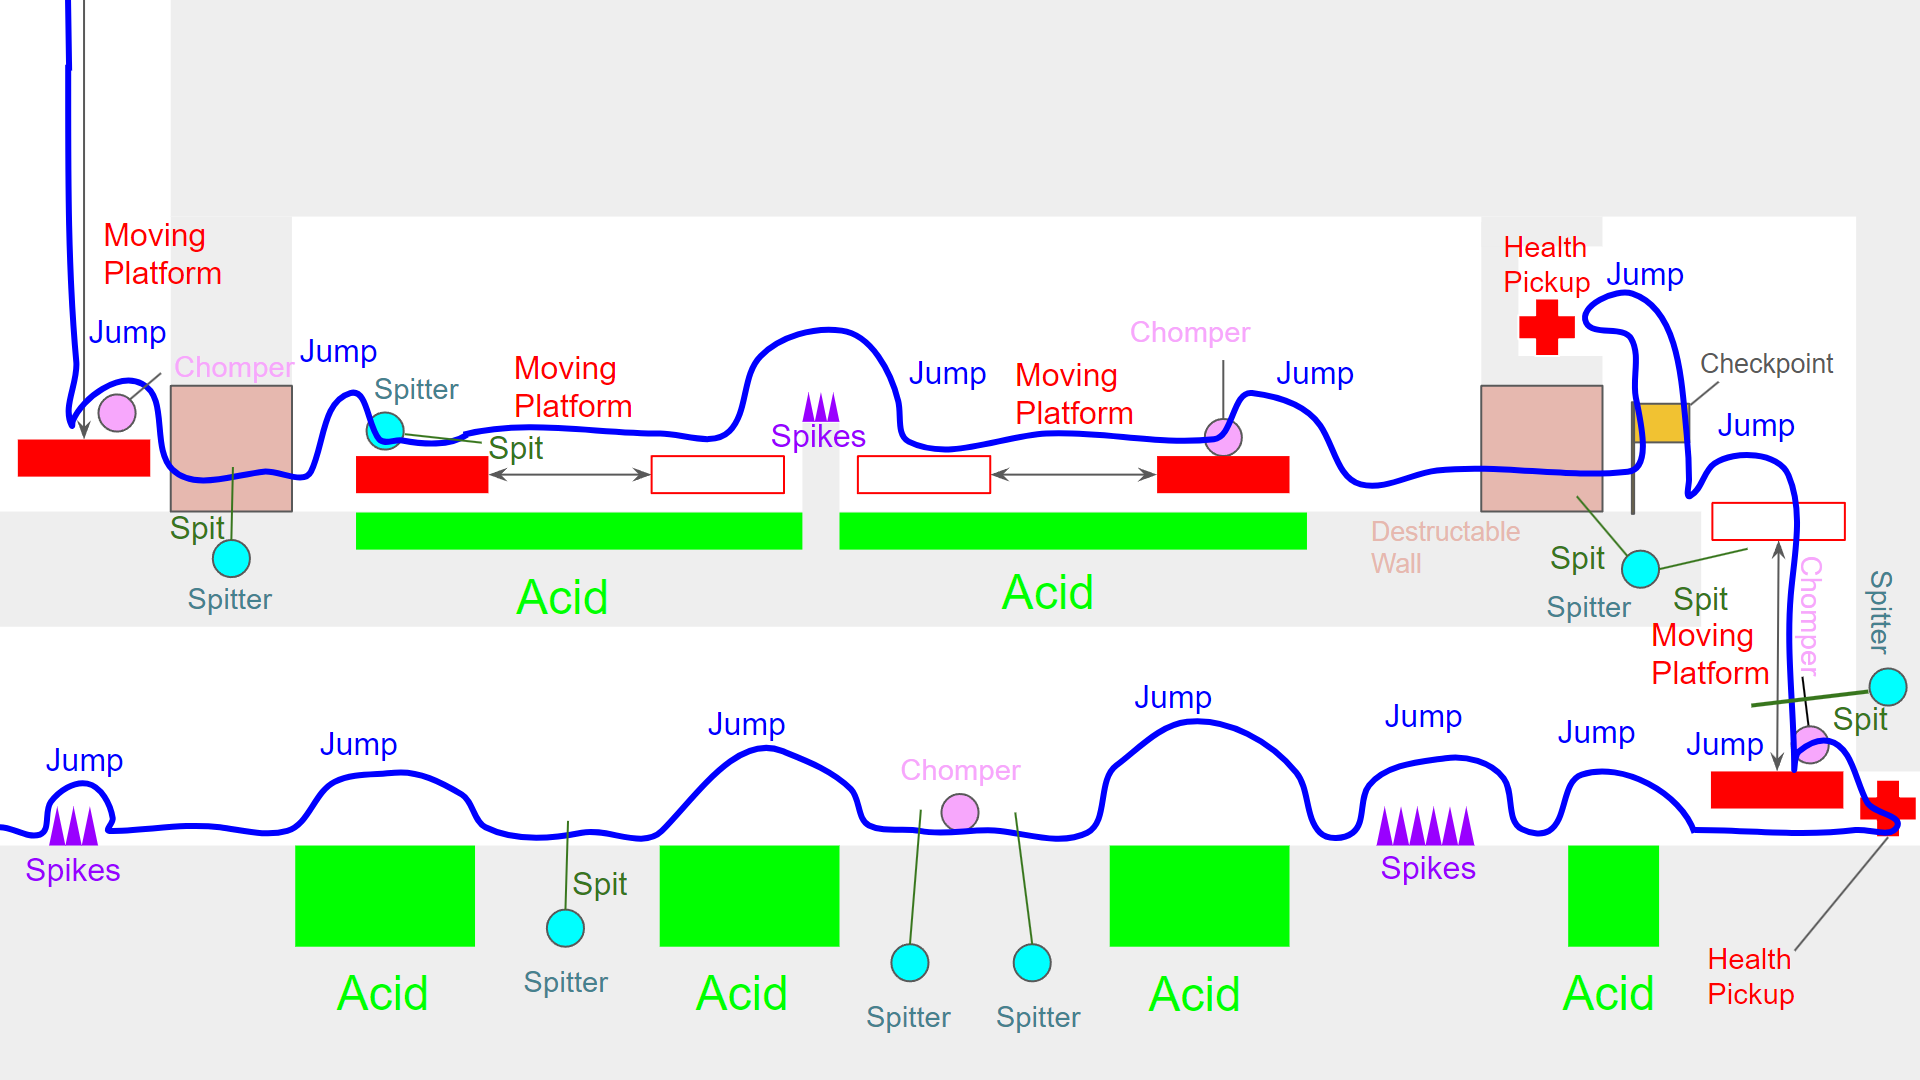 Moving
Platform
Jump
Chomper
Jump
Spitter
Spit
Moving
Platform
Spikes
Jump
Moving
Platform
Chomper
Jump
Health
Pickup
Jump
Checkpoint
Jump
Spit
Spitter
Acid
Acid
Destructable
Wall
Spit
Spitter
Spit
Moving
Platform
Chomper
Spitter
Spit
Jump
Jump
Spikes
Jump
Acid
Spit
Spitter
Jump
Acid
Chomper
Spitter
Spitter
Jump
Acid
Jump
Spikes
Jump
Acid
Health
Pickup